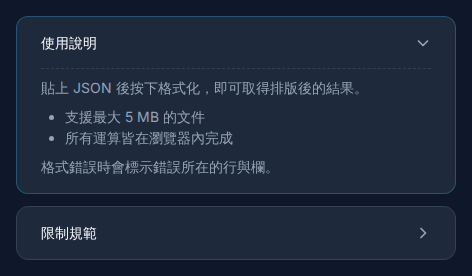 使用說明
貼上 JSON 後按下格式化，即可取得排版後的結果。
支援最大 5 MB 的文件
所有運算皆在瀏覽器內完成
格式錯誤時會標示錯誤所在的行與欄。
限制規範